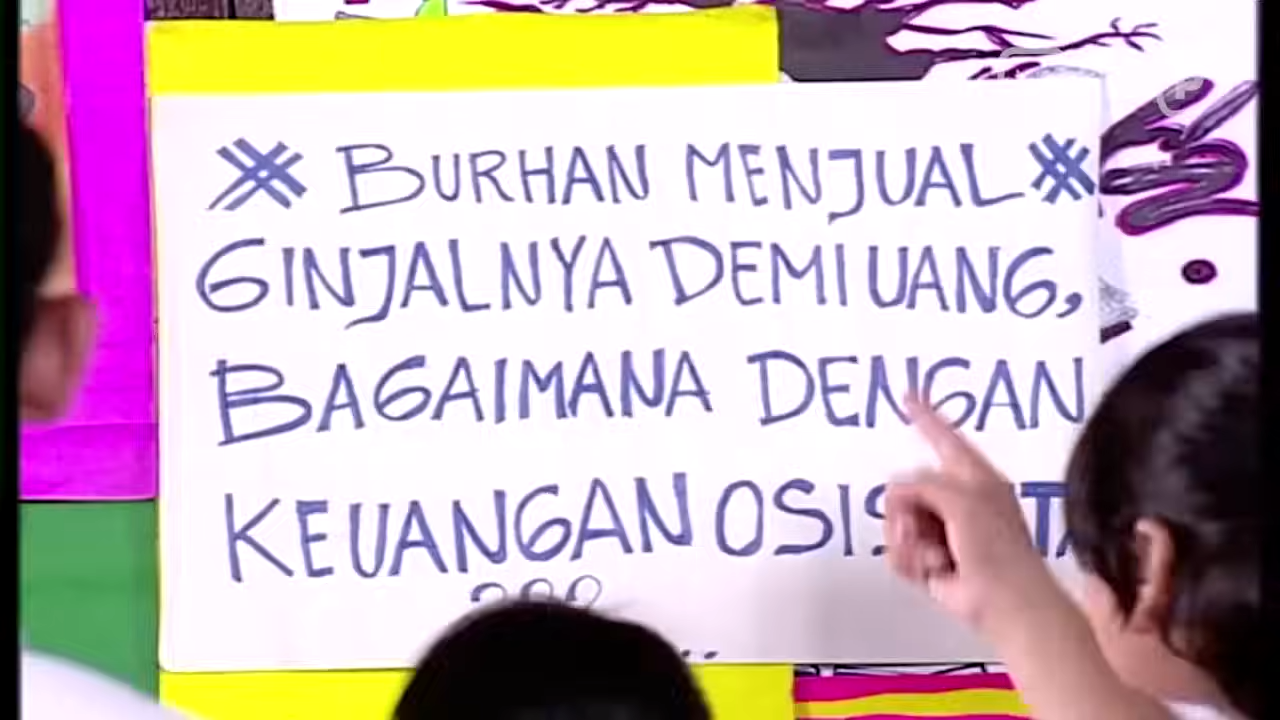 BURHAN MENJUAL
GINJALNYA DEMI UANG,
BAGAIMANA DENGAN
KEUANGAN OSIS
???